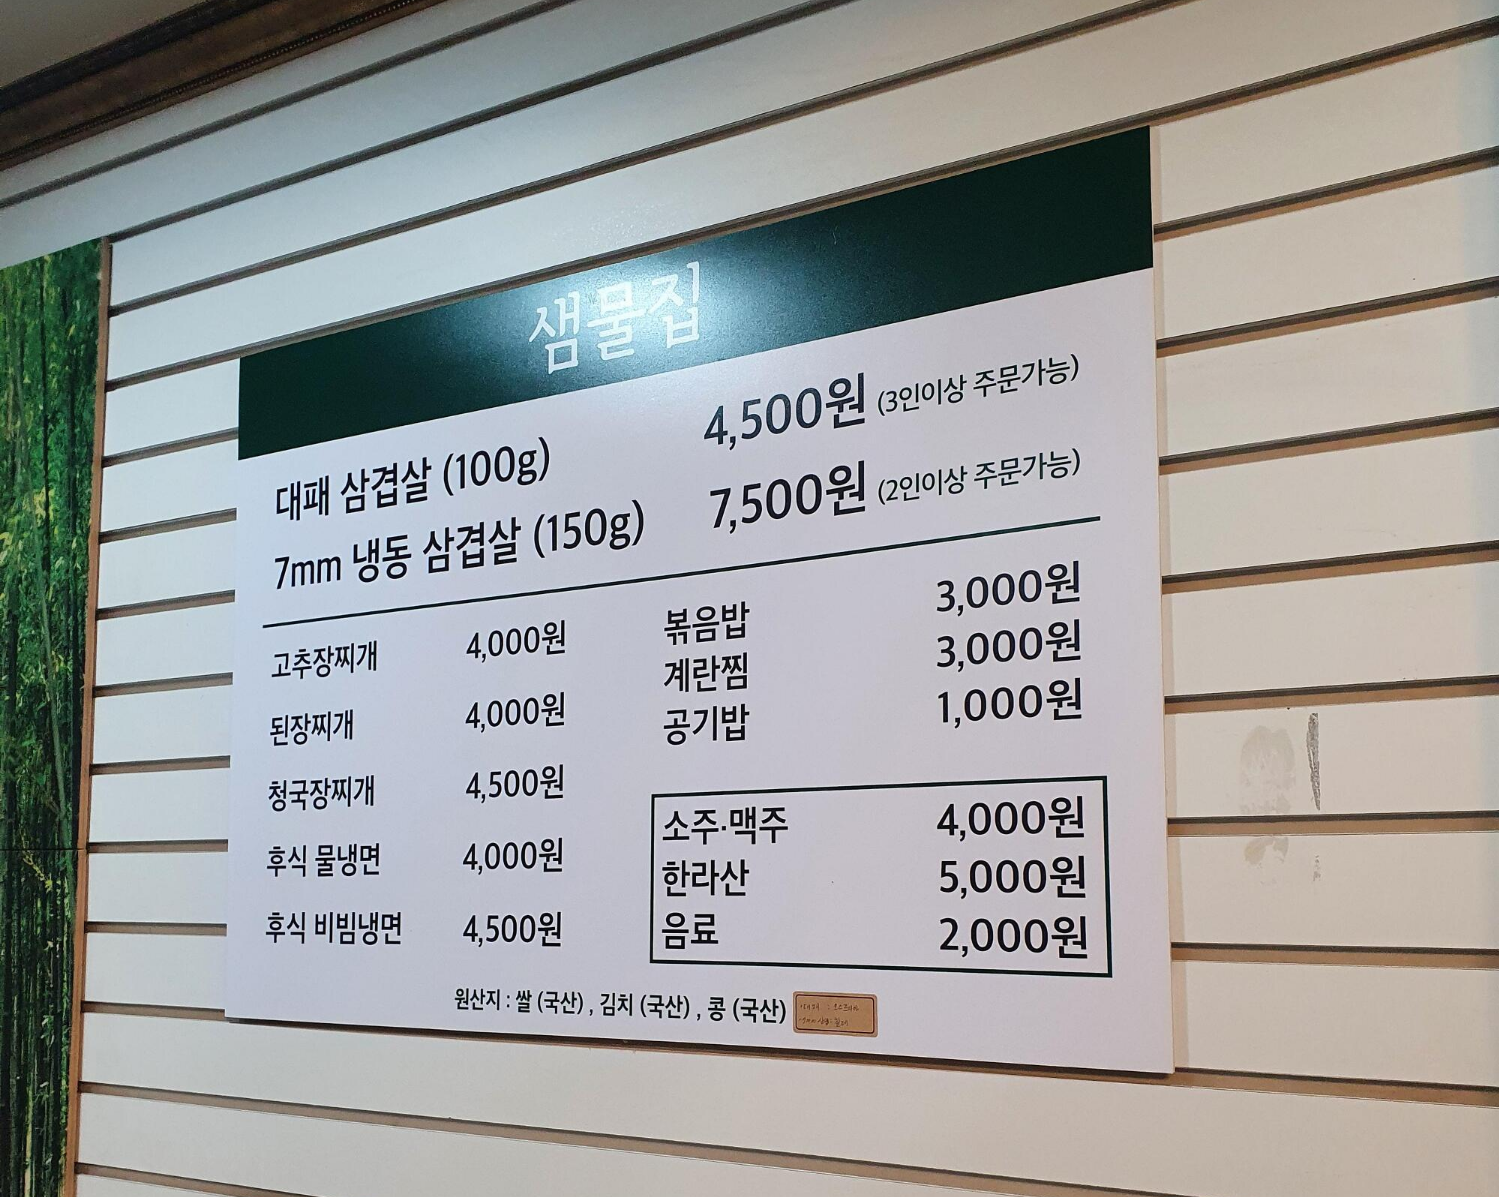 샘물집
대패 삼겹살 (100g) 4,500원 (3인이상 주문가능)
7mm 냉동 삼겹살 (150g) 7,500원 (2인이상 주문가능)
고추장찌개 4,000원
된장찌개 4,000원
청국장찌개 4,500원
후식 물냉면 4,000원
후식 비빔냉면 4,500원
볶음밥 3,000원
계란찜 3,000원
공기밥 1,000원
소주·맥주 4,000원
한라산 5,000원
음료 2,000원
원산지 : 쌀 (국산) , 김치 (국산) , 콩 (국산)